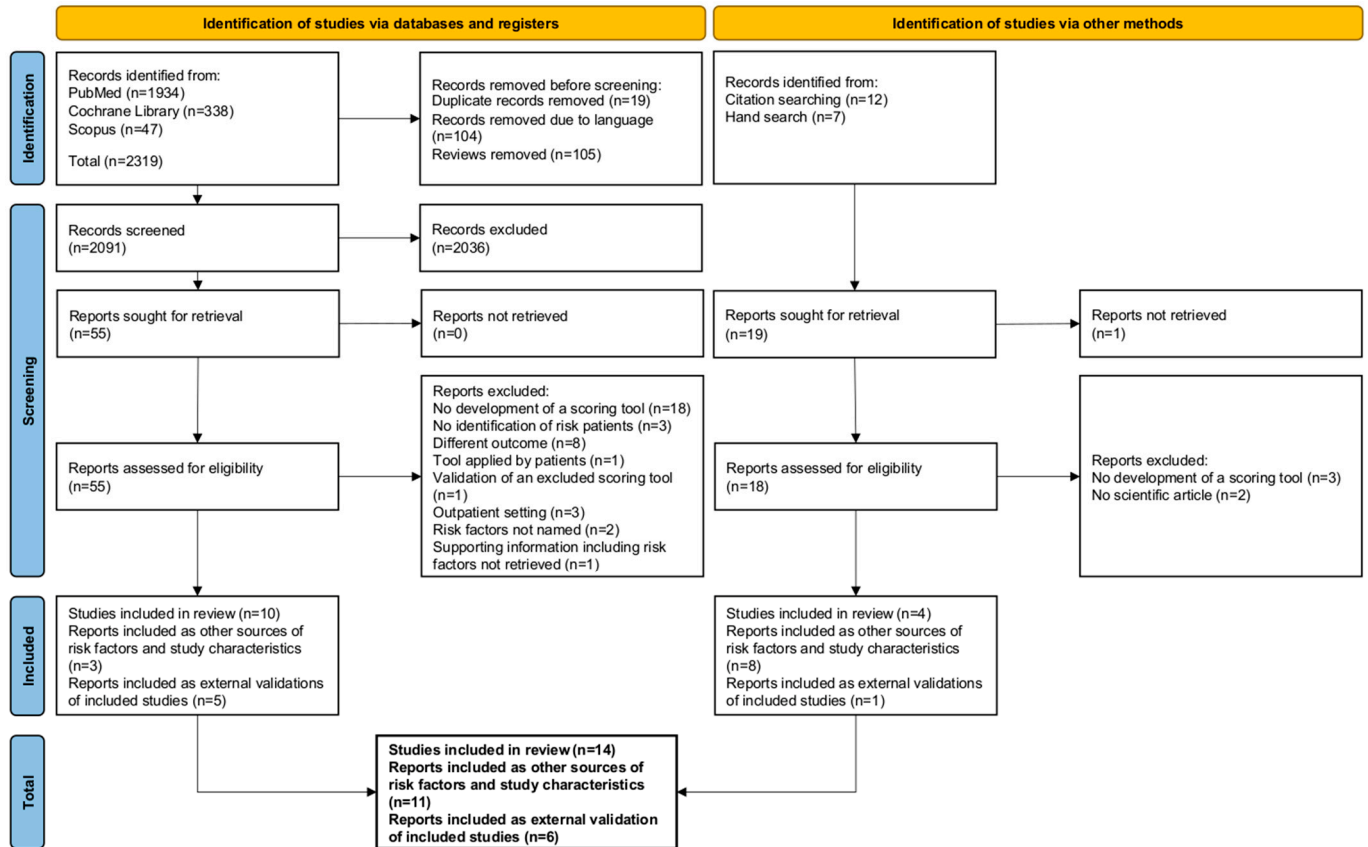 Identification of studies via databases and registers
Identification of studies via other methods
Identification
Records identified from:
PubMed (n=1934)
Cochrane Library (n=338)
Scopus (n=47)
Total (n=2319)
Records removed before screening:
Duplicate records removed (n=19)
Records removed due to language
(n=104)
Reviews removed (n=105)
Records identified from:
Citation searching (n=12)
Hand search (n=7)
Screening
Records screened
(n=2091)
Records excluded
(n=2036)
Reports sought for retrieval
(n=55)
Reports not retrieved
(n=0)
Reports sought for retrieval
(n=19)
Reports not retrieved
(n=1)
Reports assessed for eligibility
(n=55)
Reports excluded:
No development of a scoring tool (n=18)
No identification of risk patients (n=3)
Different outcome (n=8)
Tool applied by patients (n=1)
Validation of an excluded scoring tool
(n=1)
Outpatient setting (n=3)
Risk factors not named (n=2)
Supporting information including risk
factors not retrieved (n=1)
Reports assessed for eligibility
(n=18)
Reports excluded:
No development of a scoring tool (n=3)
No scientific article (n=2)
Included
Studies included in review (n=10)
Reports included as other sources of
risk factors and study characteristics
(n=3)
Reports included as external validations
of included studies (n=5)
Studies included in review (n=4)
Reports included as other sources of
risk factors and study characteristics
(n=8)
Reports included as external validations
of included studies (n=1)
Total
Studies included in review (n=14)
Reports included as other sources of
risk factors and study characteristics
(n=11)
Reports included as external validation
of included studies (n=6)